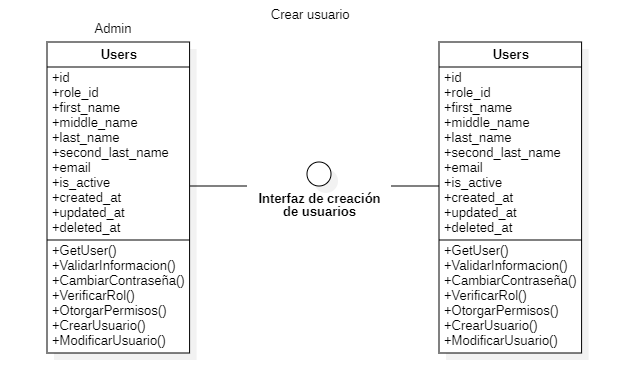 Crear usuario
Admin
Users
+id
+role_id
+first_name
+middle_name
+last_name
+second_last_name
+email
+is_active
+created_at
+updated_at
+deleted_at
+GetUser()
+ValidarInformacion()
+CambiarContraseña()
+VerificarRol()
+OtorgarPermisos()
+CrearUsuario()
+ModificarUsuario()
Interfaz de creación
de usuarios
Users
+id
+role_id
+first_name
+middle_name
+last_name
+second_last_name
+email
+is_active
+created_at
+updated_at
+deleted_at
+GetUser()
+ValidarInformacion()
+CambiarContraseña()
+VerificarRol()
+OtorgarPermisos()
+CrearUsuario()
+ModificarUsuario()